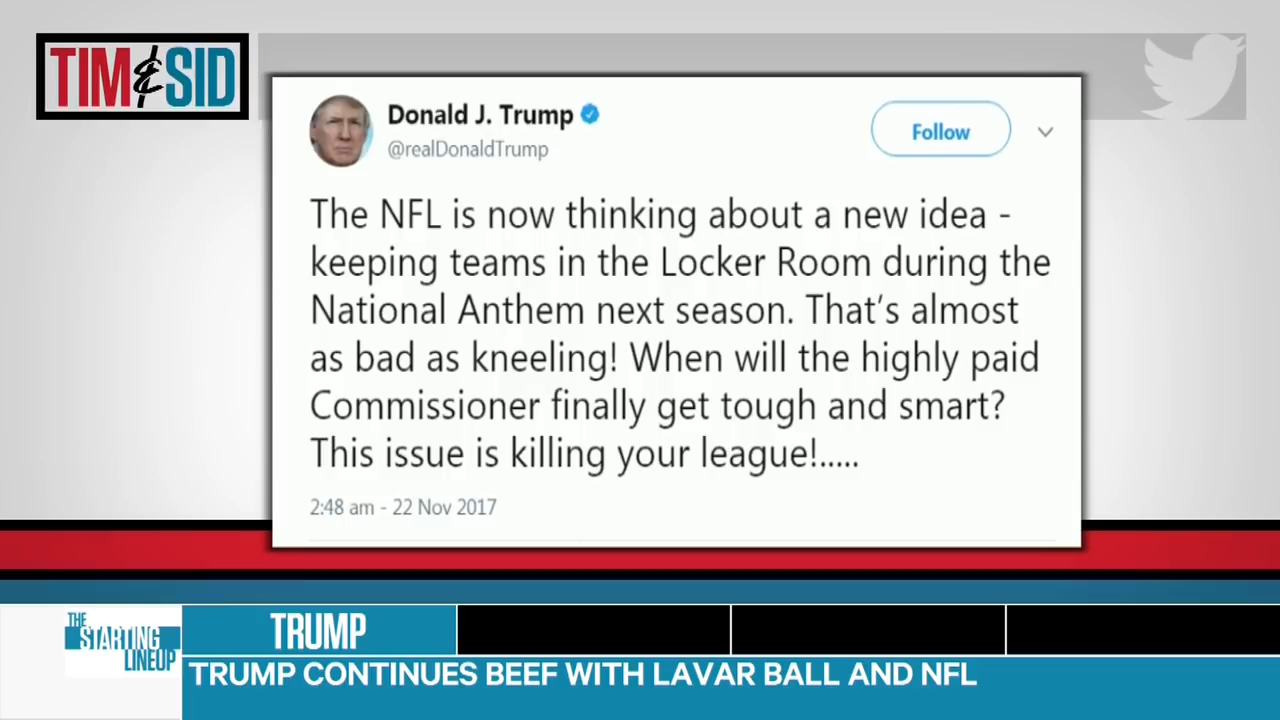 TIM & SID
Donald J. Trump
@realDonaldTrump
Follow
The NFL is now thinking about a new idea -
keeping teams in the Locker Room during the
National Anthem next season. That's almost
as bad as kneeling! When will the highly paid
Commissioner finally get tough and smart?
This issue is killing your league!.....
2:48 am - 22 Nov 2017
THE
STARTING
LINEUP
TRUMP
TRUMP CONTINUES BEEF WITH LAVAR BALL AND NFL